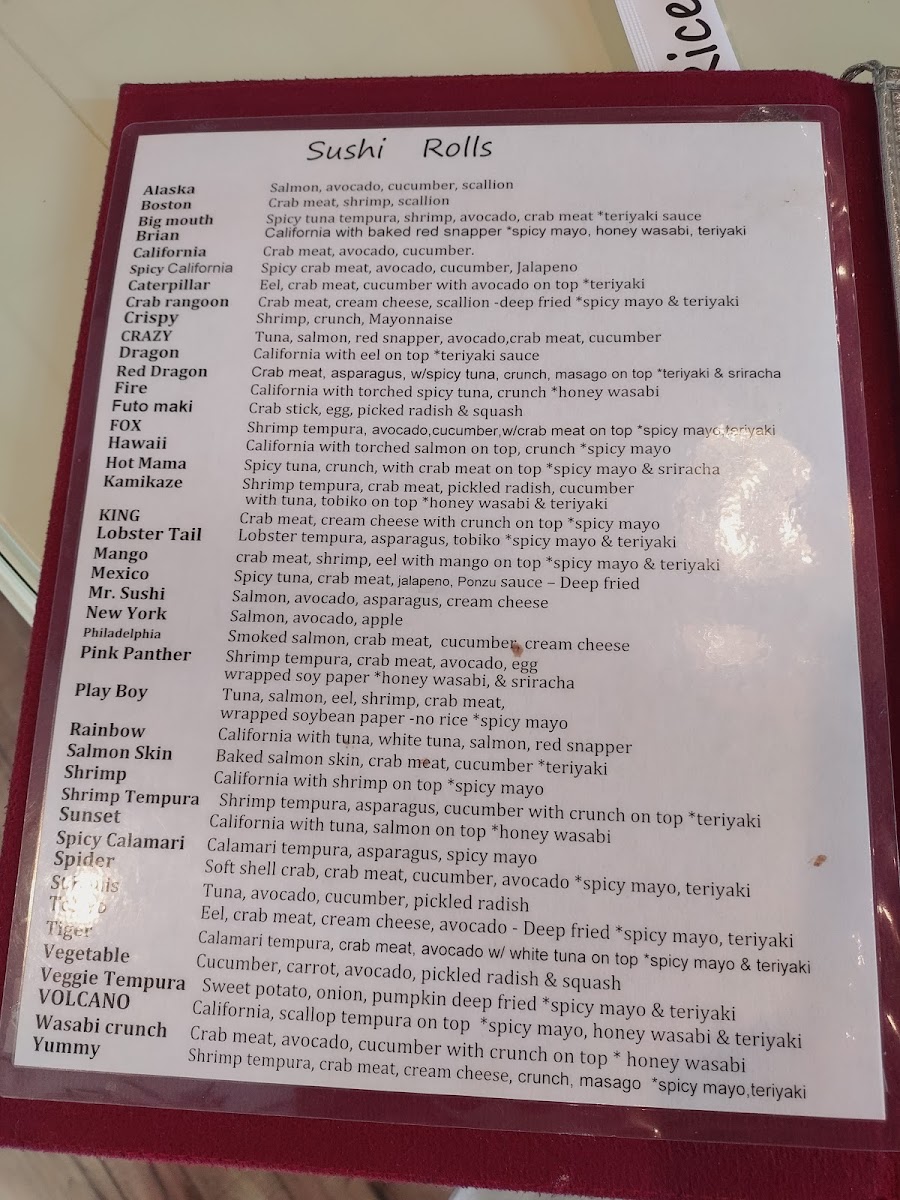 Rice
Sushi Rolls
Alaska Salmon, avocado, cucumber, scallion
Boston Crab meat, shrimp, scallion
Big mouth Spicy tuna tempura, shrimp, avocado, crab meat *teriyaki sauce
Brian California with baked red snapper *spicy mayo, honey wasabi, teriyaki
California Crab meat, avocado, cucumber.
Spicy California Spicy crab meat, avocado, cucumber, Jalapeno
Caterpillar Eel, crab meat, cucumber with avocado on top *teriyaki
Crab rangoon Crab meat, cream cheese, scallion -deep fried *spicy mayo & teriyaki
Crispy Shrimp, crunch, Mayonnaise
CRAZY Tuna, salmon, red snapper, avocado,crab meat, cucumber
Dragon California with eel on top *teriyaki sauce
Red Dragon Crab meat, asparagus, w/spicy tuna, crunch, masago on top *teriyaki & sriracha
Fire California with torched spicy tuna, crunch *honey wasabi
Futo maki Crab stick, egg, picked radish & squash
FOX Shrimp tempura, avocado,cucumber,w/crab meat on top *spicy mayo,teriyaki
Hawaii California with torched salmon on top, crunch *spicy mayo
Hot Mama Spicy tuna, crunch, with crab meat on top *spicy mayo & sriracha
Kamikaze Shrimp tempura, crab meat, pickled radish, cucumber
with tuna, tobiko on top *honey wasabi & teriyaki
KING Crab meat, cream cheese with crunch on top *spicy mayo
Lobster Tail Lobster tempura, asparagus, tobiko *spicy mayo & teriyaki
Mango crab meat, shrimp, eel with mango on top *spicy mayo & teriyaki
Mexico Spicy tuna, crab meat, jalapeno, Ponzu sauce – Deep fried
Mr. Sushi Salmon, avocado, asparagus, cream cheese
New York Salmon, avocado, apple
Philadelphia Smoked salmon, crab meat, cucumber, cream cheese
Pink Panther Shrimp tempura, crab meat, avocado, egg
wrapped soy paper *honey wasabi, & sriracha
Play Boy Tuna, salmon, eel, shrimp, crab meat,
wrapped soybean paper -no rice *spicy mayo
Rainbow California with tuna, white tuna, salmon, red snapper
Salmon Skin Baked salmon skin, crab meat, cucumber *teriyaki
Shrimp California with shrimp on top *spicy mayo
Shrimp Tempura Shrimp tempura, asparagus, cucumber with crunch on top *teriyaki
Sunset California with tuna, salmon on top *honey wasabi
Spicy Calamari Calamari tempura, asparagus, spicy mayo
Spider Soft shell crab, crab meat, cucumber, avocado *spicy mayo, teriyaki
Tuna, avocado, cucumber, pickled radish
Eel, crab meat, cream cheese, avocado - Deep fried *spicy mayo, teriyaki
Tiger Calamari tempura, crab meat, avocado w/ white tuna on top *spicy mayo & teriyaki
Vegetable Cucumber, carrot, avocado, pickled radish & squash
Veggie Tempura Sweet potato, onion, pumpkin deep fried *spicy mayo & teriyaki
VOLCANO California, scallop tempura on top *spicy mayo, honey wasabi & teriyaki
Wasabi crunch Crab meat, avocado, cucumber with crunch on top * honey wasabi
Yummy Shrimp tempura, crab meat, cream cheese, crunch, masago *spicy mayo,teriyaki